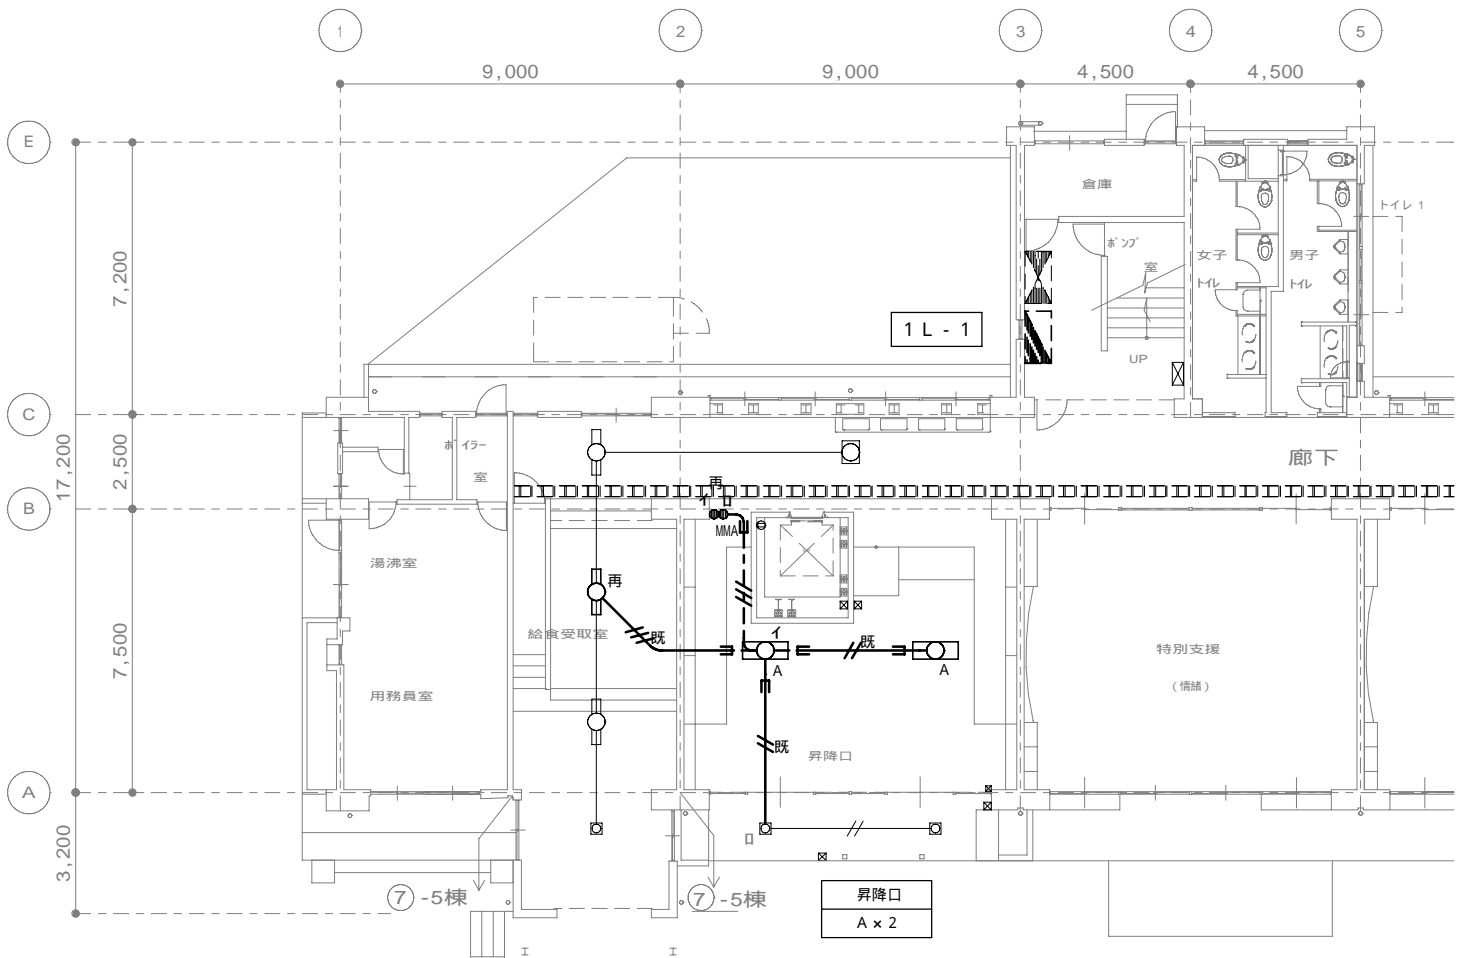 1
2
3
4
5
9,000
9,000
4,500
4,500
E
C
B
A
7,200
2,500
17,200
7,500
3,200
倉庫
トイレ 1
ポンプ
室
女子
トイレ
男子
トイレ
1L - 1
UP
ボイラー
室
廊下
再
イ
ロ
MMA
湯沸室
再
給食受取室
既
イ
既
A
A
特別支援
(情緒)
用務員室
既
昇降口
ロ
7 -5棟
7 -5棟
昇降口
A × 2